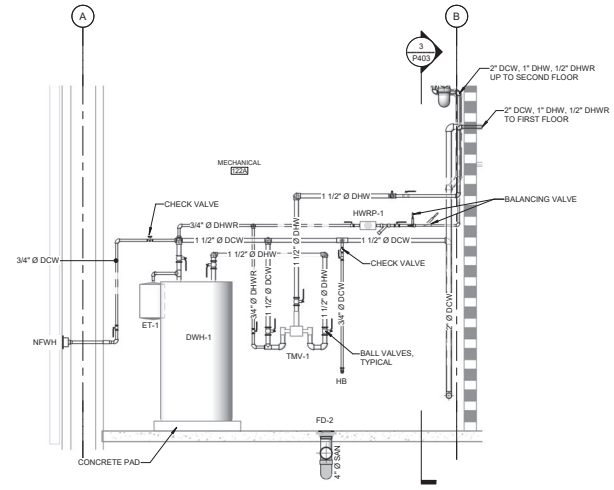 A
B
3
P403
2" DCW, 1" DHW, 1/2" DHWR
UP TO SECOND FLOOR
2" DCW, 1" DHW, 1/2" DHWR
TO FIRST FLOOR
MECHANICAL
122A
1 1/2" Ø DHW
BALANCING VALVE
CHECK VALVE
HWRP-1
3/4" Ø DHWR
1 1/2" Ø DHW
3/4" Ø DCW
1 1/2" Ø DCW
1 1/2" Ø DCW
1 1/2" Ø DHW
CHECK VALVE
3/4" Ø DHWR
1 1/2" Ø DCW
1 1/2" Ø DHW
3/4" Ø DCW
2" Ø DCW
ET-1
DWH-1
NFWH
TMV-1
BALL VALVES,
TYPICAL
HB
FD-2
4" Ø SAN
CONCRETE PAD